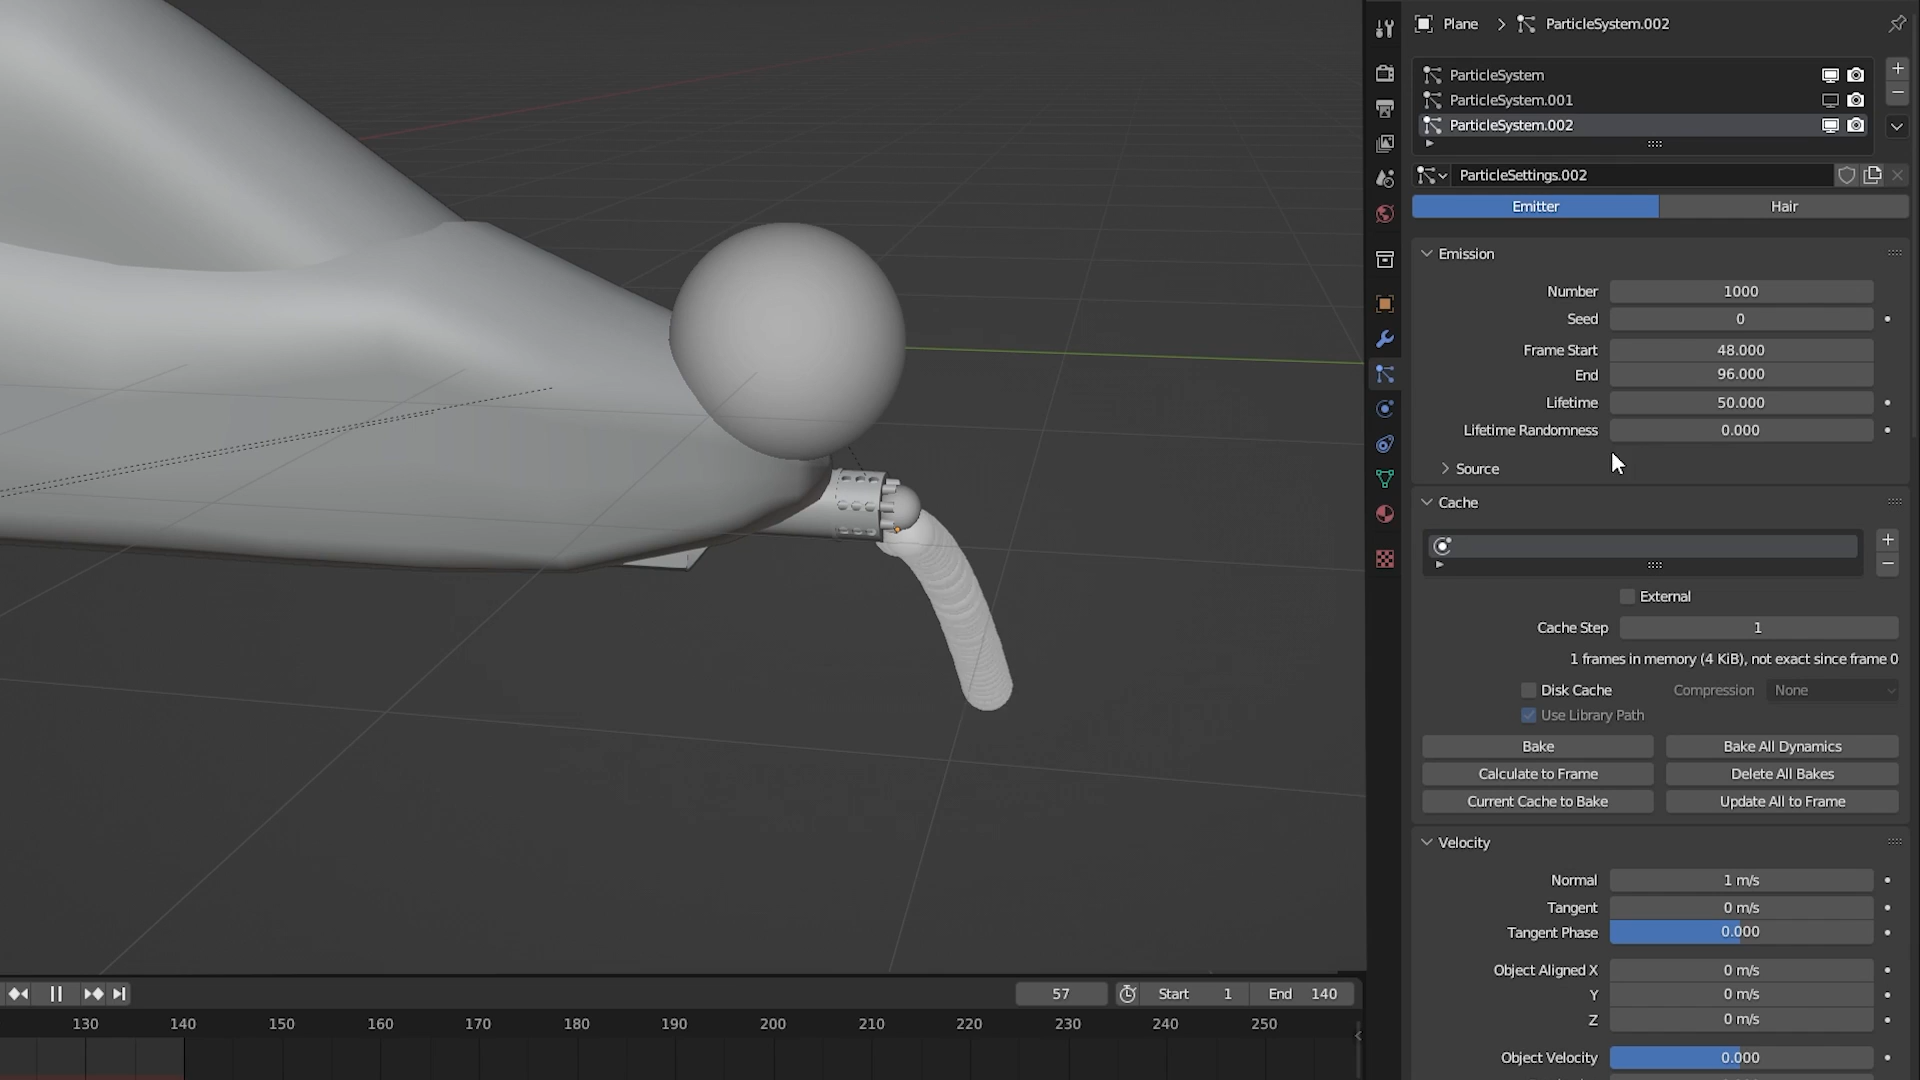 Plane > ParticleSystem.002
ParticleSystem
ParticleSystem.001
ParticleSystem.002
ParticleSettings.002
Emitter Hair
Emission
Number 1000
Seed 0
Frame Start 48.000
End 96.000
Lifetime 50.000
Lifetime Randomness 0.000
Source
Cache
External
Cache Step 1
1 frames in memory (4 KiB), not exact since frame 0
Disk Cache Compression None
Use Library Path
Bake Bake All Dynamics
Calculate to Frame Delete All Bakes
Current Cache to Bake Update All to Frame
Velocity
Normal 1 m/s
Tangent 0 m/s
Tangent Phase 0.000
Object Aligned X 0 m/s
Y 0 m/s
Z 0 m/s
Object Velocity 0.000
57 Start 1 End 140
130 140 150 160 170 180 190 200 210 220 230 240 250